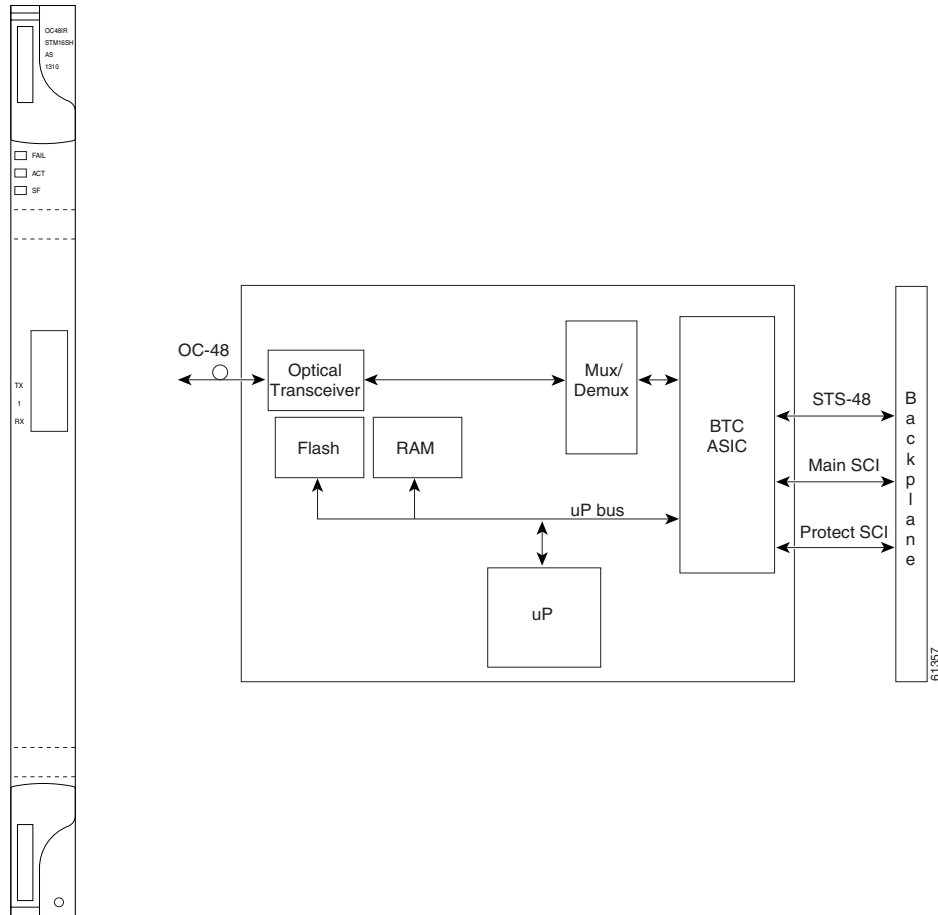 OC48IR
STM16SH
AS
1310
FAIL
ACT
SF
TX
1
RX
OC-48
Optical
Transceiver
Mux/
Demux
BTC
ASIC
Flash
RAM
uP bus
uP
STS-48
Main SCI
Protect SCI
Backplane
61357